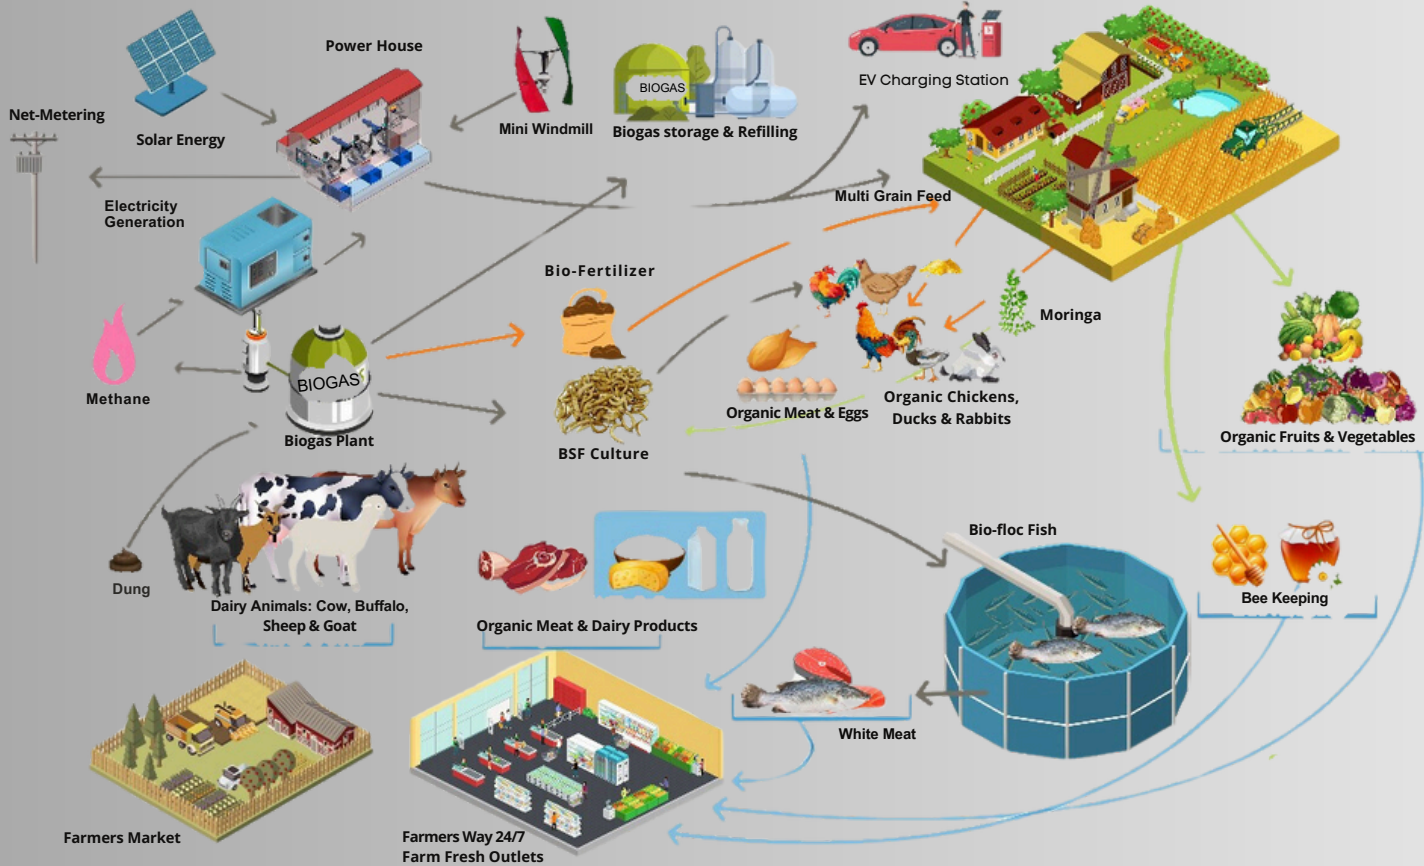 Power House
EV Charging Station
BIOGAS
Net-Metering
Solar Energy
Mini Windmill
Biogas storage & Refilling
Electricity
Generation
Multi Grain Feed
Bio-Fertilizer
Moringa
BIOGAS
Methane
Organic Chickens,
Ducks & Rabbits
Organic Meat & Eggs
Biogas Plant
BSF Culture
Organic Fruits & Vegetables
Bio-floc Fish
Dung
Dairy Animals: Cow, Buffalo,
Sheep & Goat
Organic Meat & Dairy Products
Bee Keeping
White Meat
Farmers Market
Farmers Way 24/7
Farm Fresh Outlets